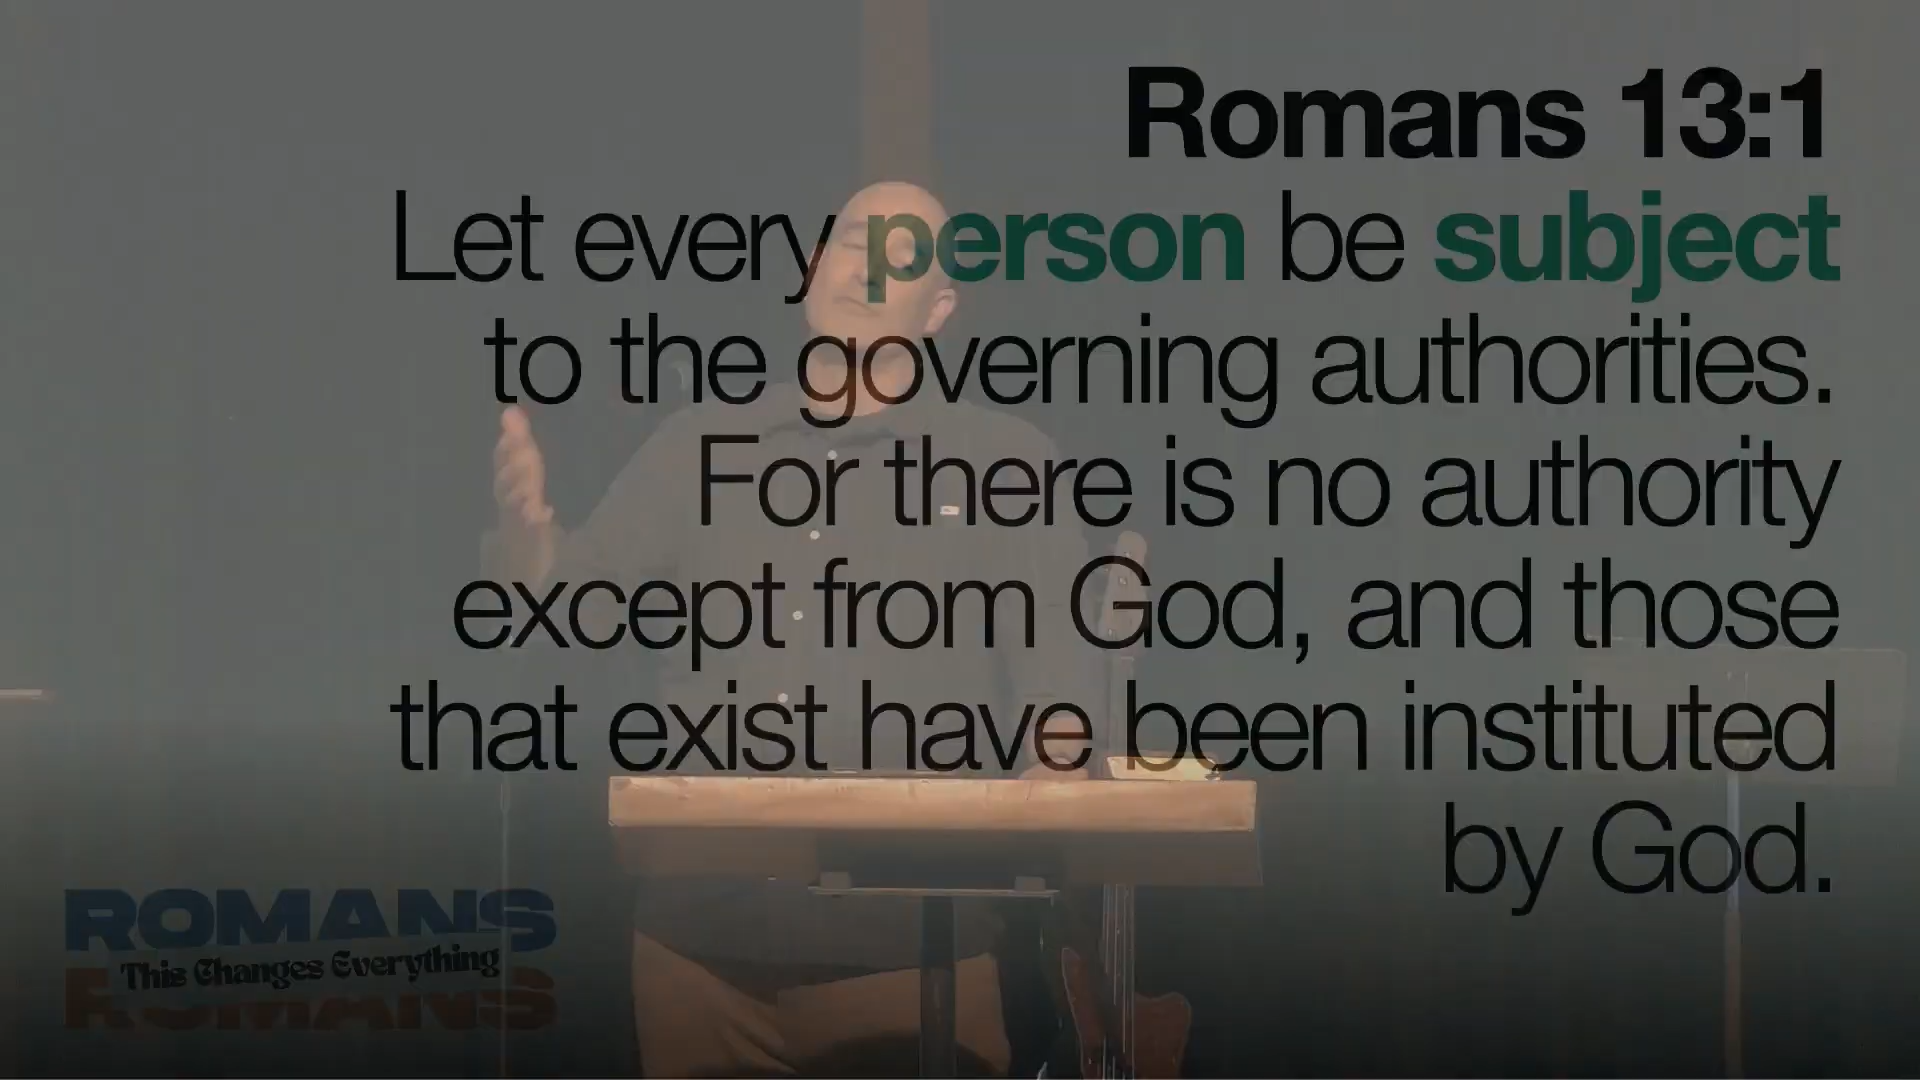 Romans 13:1
Let every person be subject
to the governing authorities.
For there is no authority
except from God, and those
that exist have been instituted
by God.
ROMANS
This Changes Everything
ROMANS